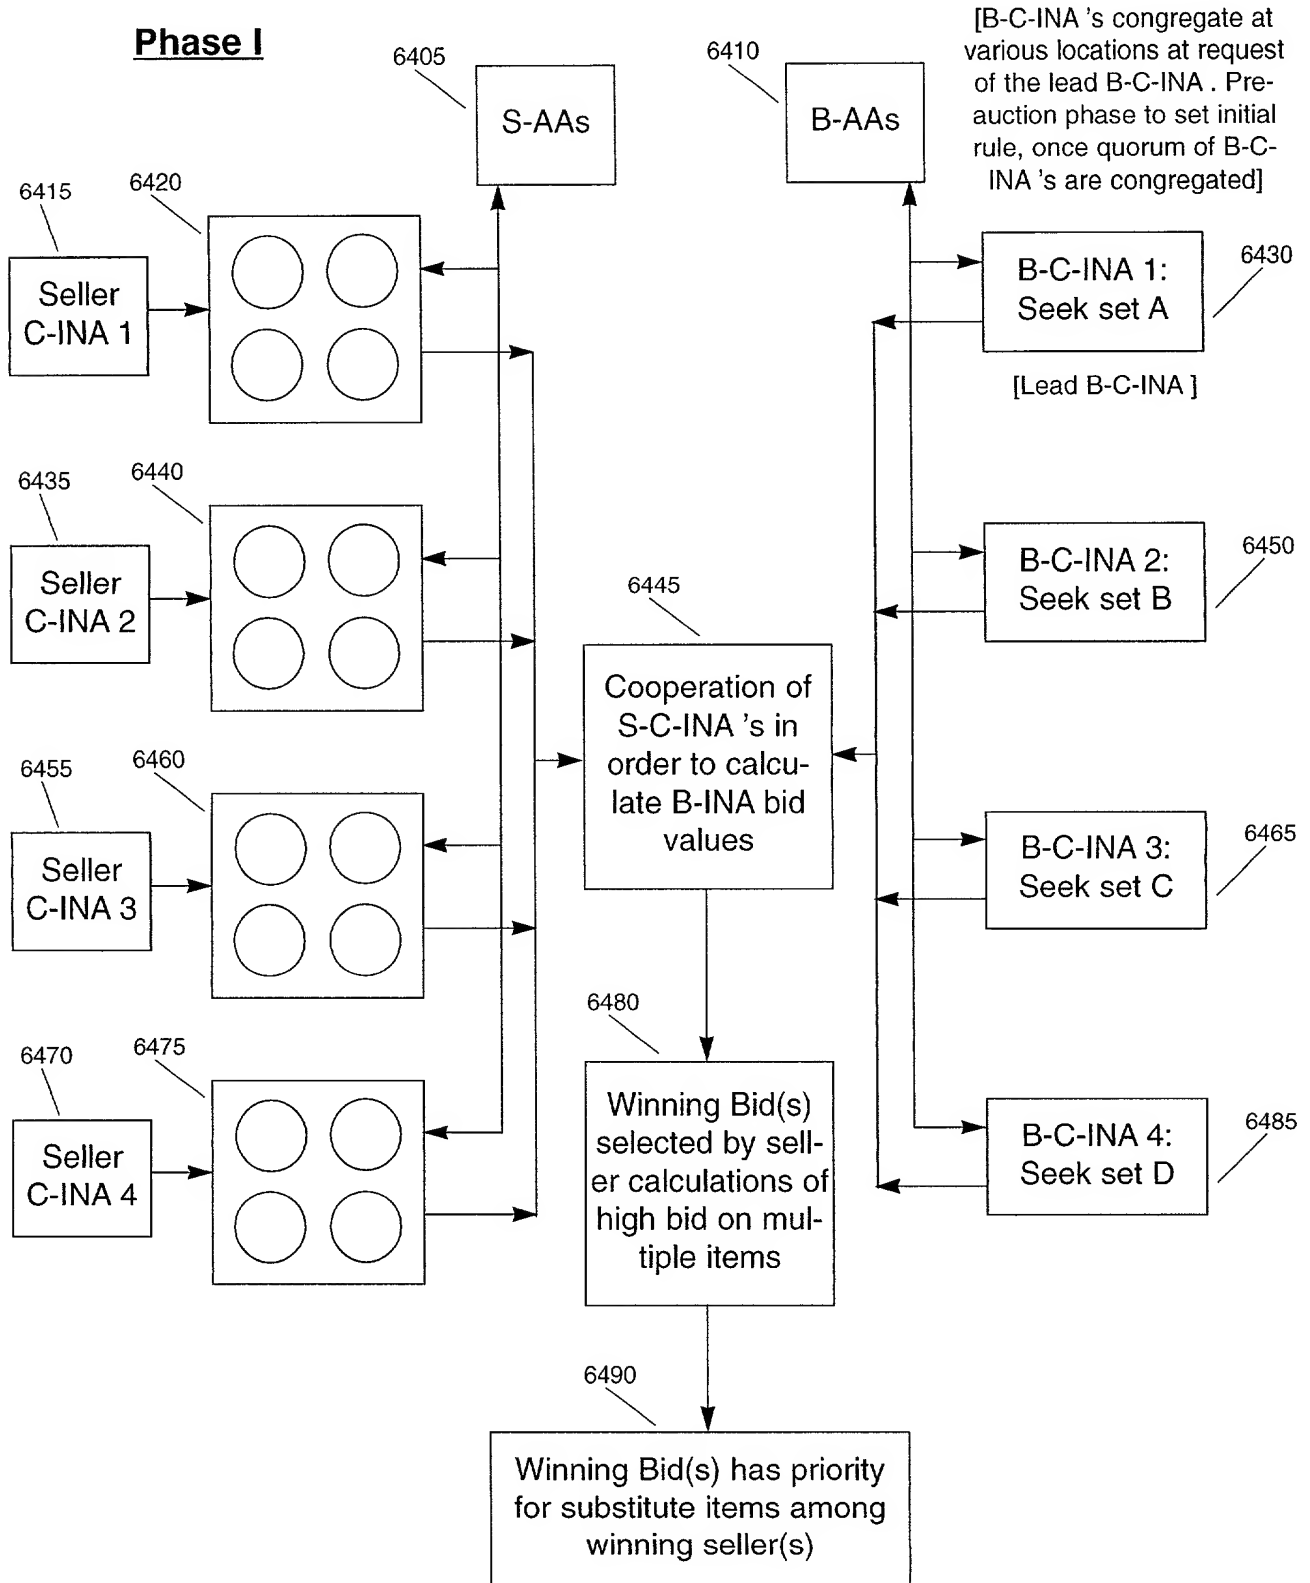 Phase I
6405
S-AAs
6410
B-AAs
[B-C-INA 's congregate at
various locations at request
of the lead B-C-INA . Pre-
auction phase to set initial
rule, once quorum of B-C-
INA 's are congregated]
6415
Seller
C-INA 1
6420
B-C-INA 1:
Seek set A
6430
[Lead B-C-INA ]
6435
Seller
C-INA 2
6440
6445
Cooperation of
S-C-INA 's in
order to calcu-
late B-INA bid
values
B-C-INA 2:
Seek set B
6450
6455
Seller
C-INA 3
6460
B-C-INA 3:
Seek set C
6465
6470
Seller
C-INA 4
6475
6480
Winning Bid(s)
selected by sell-
er calculations of
high bid on mul-
tiple items
B-C-INA 4:
Seek set D
6485
6490
Winning Bid(s) has priority
for substitute items among
winning seller(s)